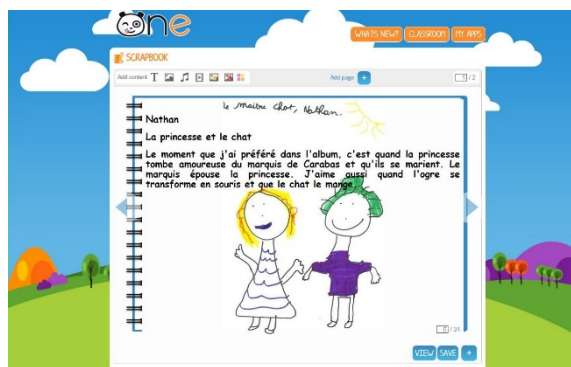 One
WHAT'S NEW?
CLASSROOM
MY APPS
SCRAPBOOK
Add content T
Add page +
1 / 2
le maitre chat, Nathan.
Nathan
La princesse et le chat
Le moment que j'ai préféré dans l'album, c'est quand la princesse
tombe amoureuse du marquis de Carabas et qu'ils se marient. Le
marquis épouse la princesse. J'aime aussi quand l'ogre se
transforme en souris et que le chat le mange.
VIEW
SAVE
+